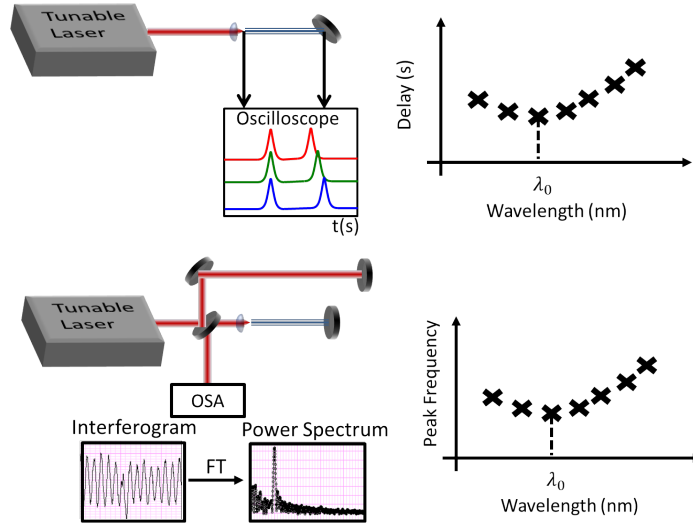 Tunable
Laser
Oscilloscope
t(s)
Delay (s)
λ₀
Wavelength (nm)
Tunable
Laser
OSA
Interferogram
FT
Power Spectrum
Peak Frequency
λ₀
Wavelength (nm)